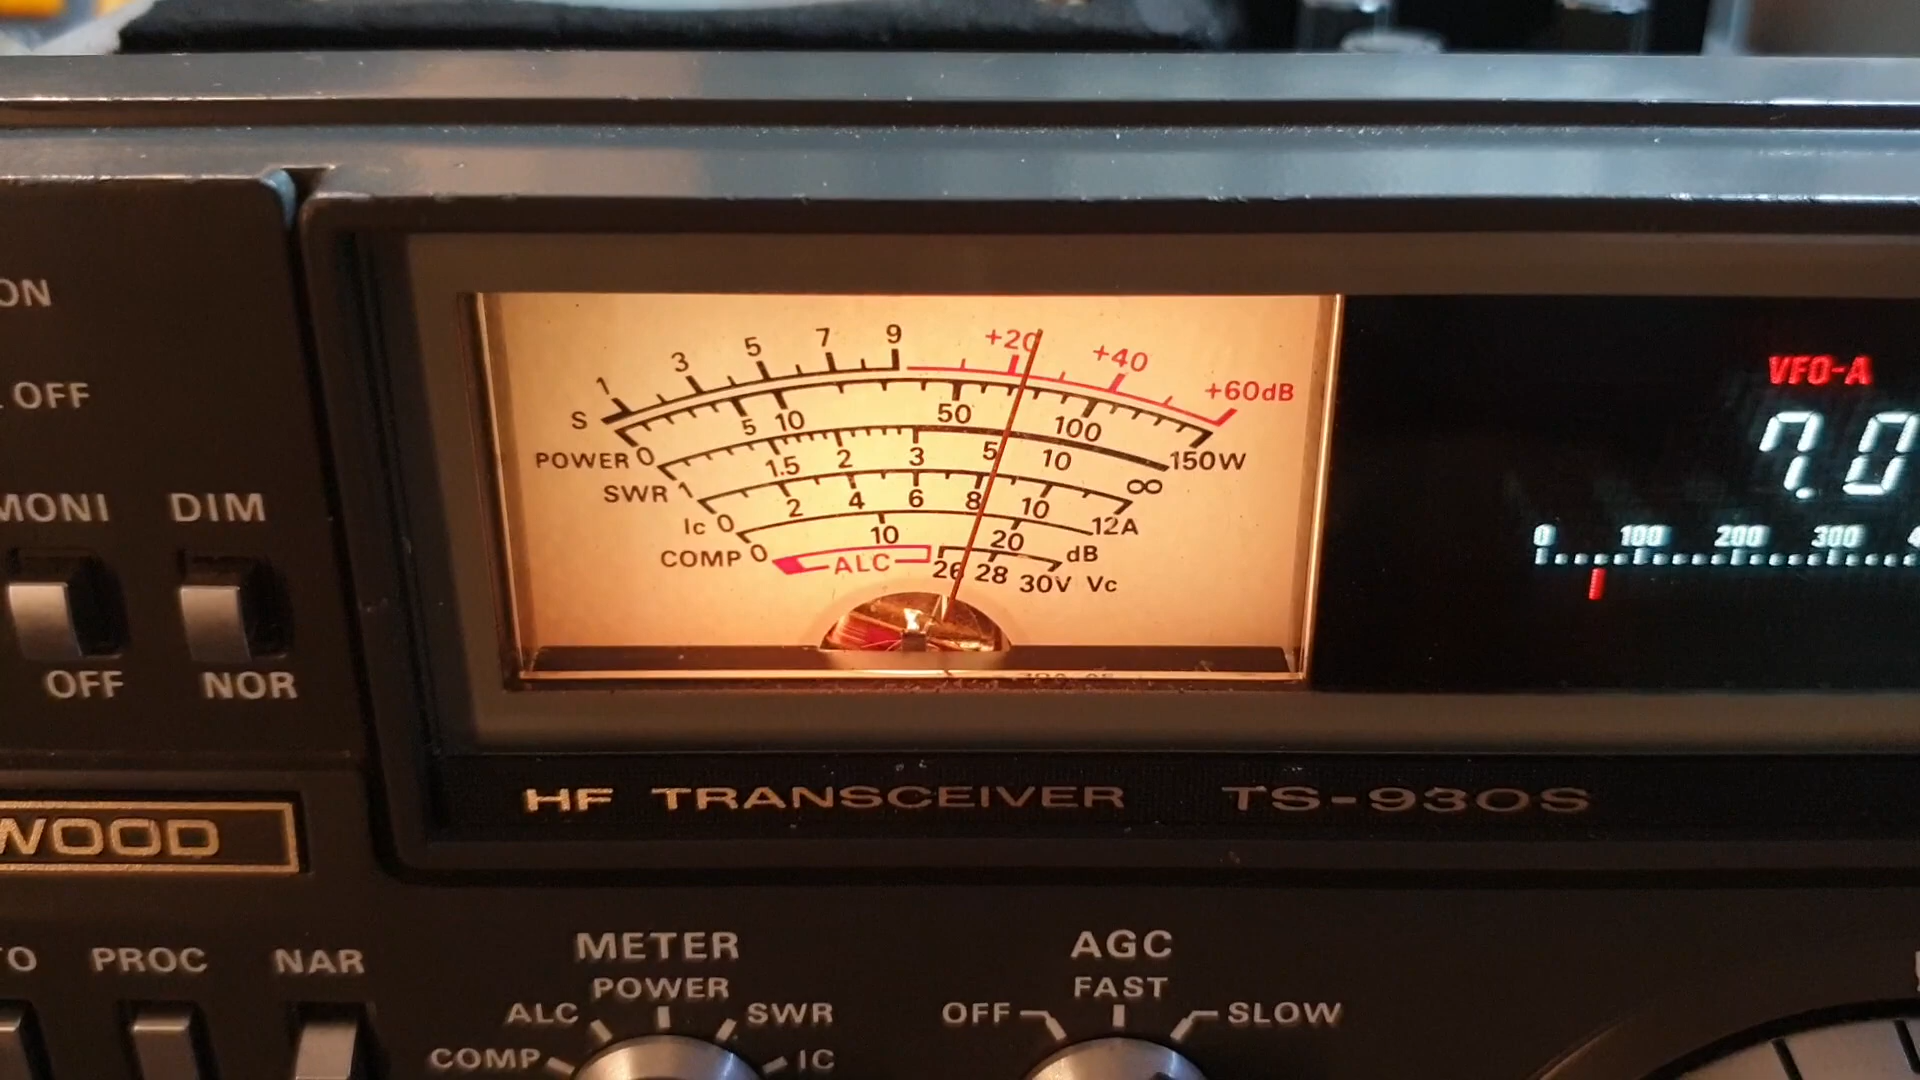 ON
OFF
MONI
DIM
OFF
NOR
1 3 5 7 9 +20 +40 +60dB
S
5 10 50 100
POWER 0 150W
1.5 2 3 5 10
SWR 1 ∞
2 4 6 8 10
Ic 0 12A
10 20
COMP 0 dB
ALC 26 28 30V Vc
VFO-A
7.0
0 100 200 300
HF TRANSCEIVER TS-930S
WOOD
TO PROC NAR
METER
POWER
ALC SWR
COMP IC
AGC
FAST
OFF SLOW